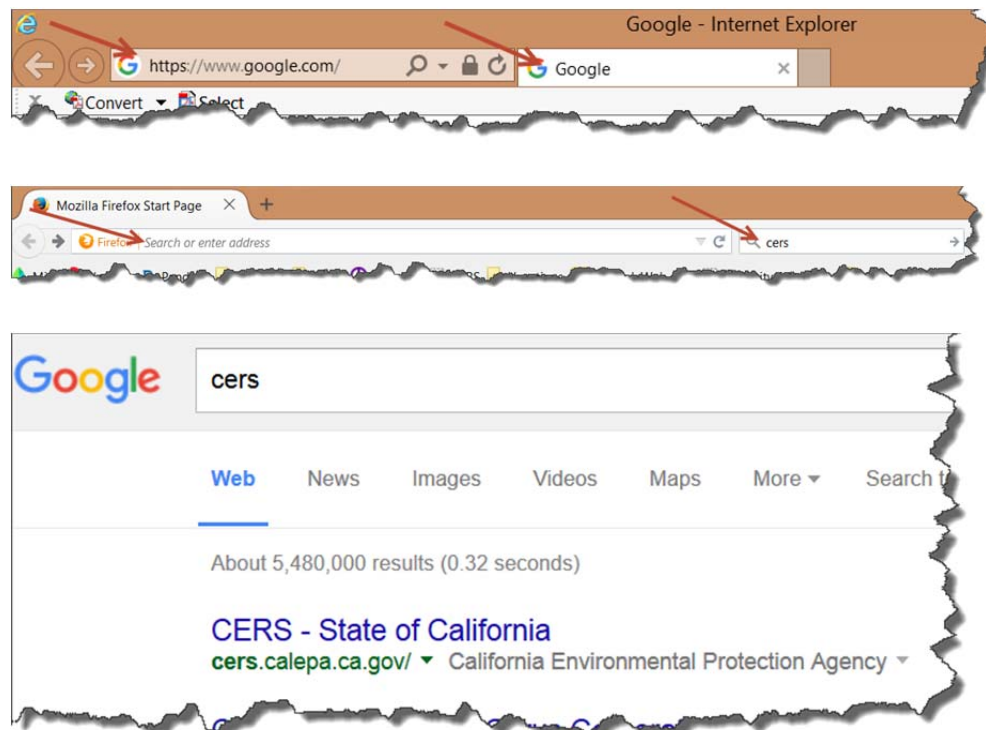 Google - Internet Explorer
https://www.google.com/
Google
Convert
Select
Mozilla Firefox Start Page
Firefox
Search or enter address
cers
Google
cers
Web News Images Videos Maps More Search
About 5,480,000 results (0.32 seconds)
CERS - State of California
cers.calepa.ca.gov/ California Environmental Protection Agency